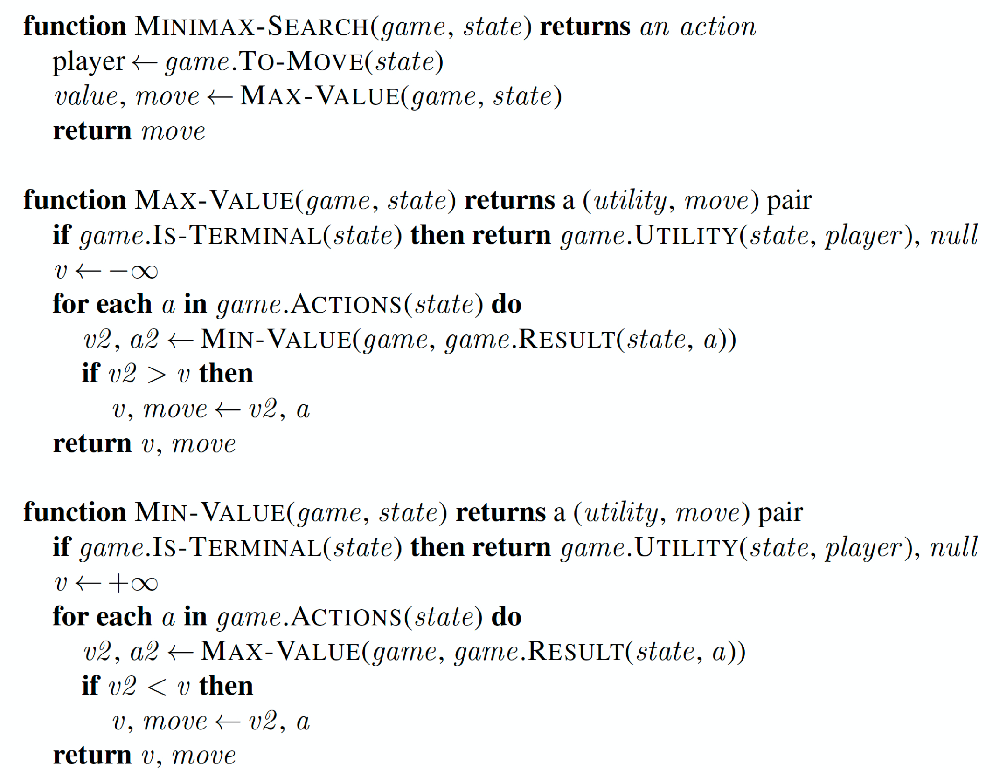 function MINIMAX-SEARCH(game, state) returns an action
player ← game.TO-MOVE(state)
value, move ← MAX-VALUE(game, state)
return move
function MAX-VALUE(game, state) returns a (utility, move) pair
if game.IS-TERMINAL(state) then return game.UTILITY(state, player), null
v ← −∞
for each a in game.ACTIONS(state) do
v2, a2 ← MIN-VALUE(game, game.RESULT(state, a))
if v2 > v then
v, move ← v2, a
return v, move
function MIN-VALUE(game, state) returns a (utility, move) pair
if game.IS-TERMINAL(state) then return game.UTILITY(state, player), null
v ← +∞
for each a in game.ACTIONS(state) do
v2, a2 ← MAX-VALUE(game, game.RESULT(state, a))
if v2 < v then
v, move ← v2, a
return v, move